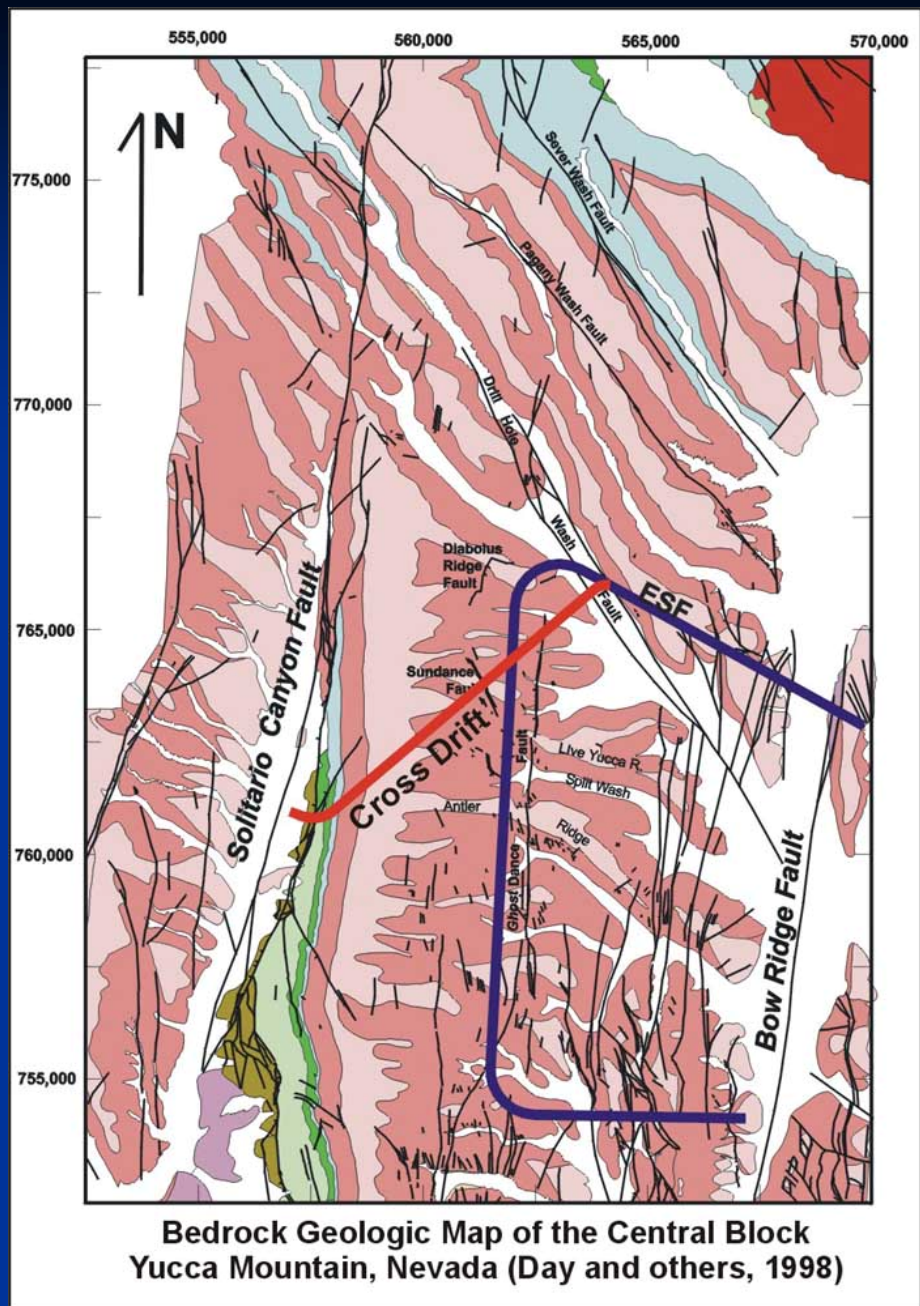 555,000 560,000 565,000 570,000
N
775,000
770,000
765,000
760,000
755,000
Sever Wash Fault
Pagany Wash Fault
Drill
Hole
Wash
Fault
Diabolus
Ridge
Fault
ESF
Solitario Canyon Fault
Sundance
Fau
Cross Drift
Fault
Live Yucca R.
Split Wash
Antler
Ridge
Ghost Dance
Bow Ridge Fault
Bedrock Geologic Map of the Central Block
Yucca Mountain, Nevada (Day and others, 1998)